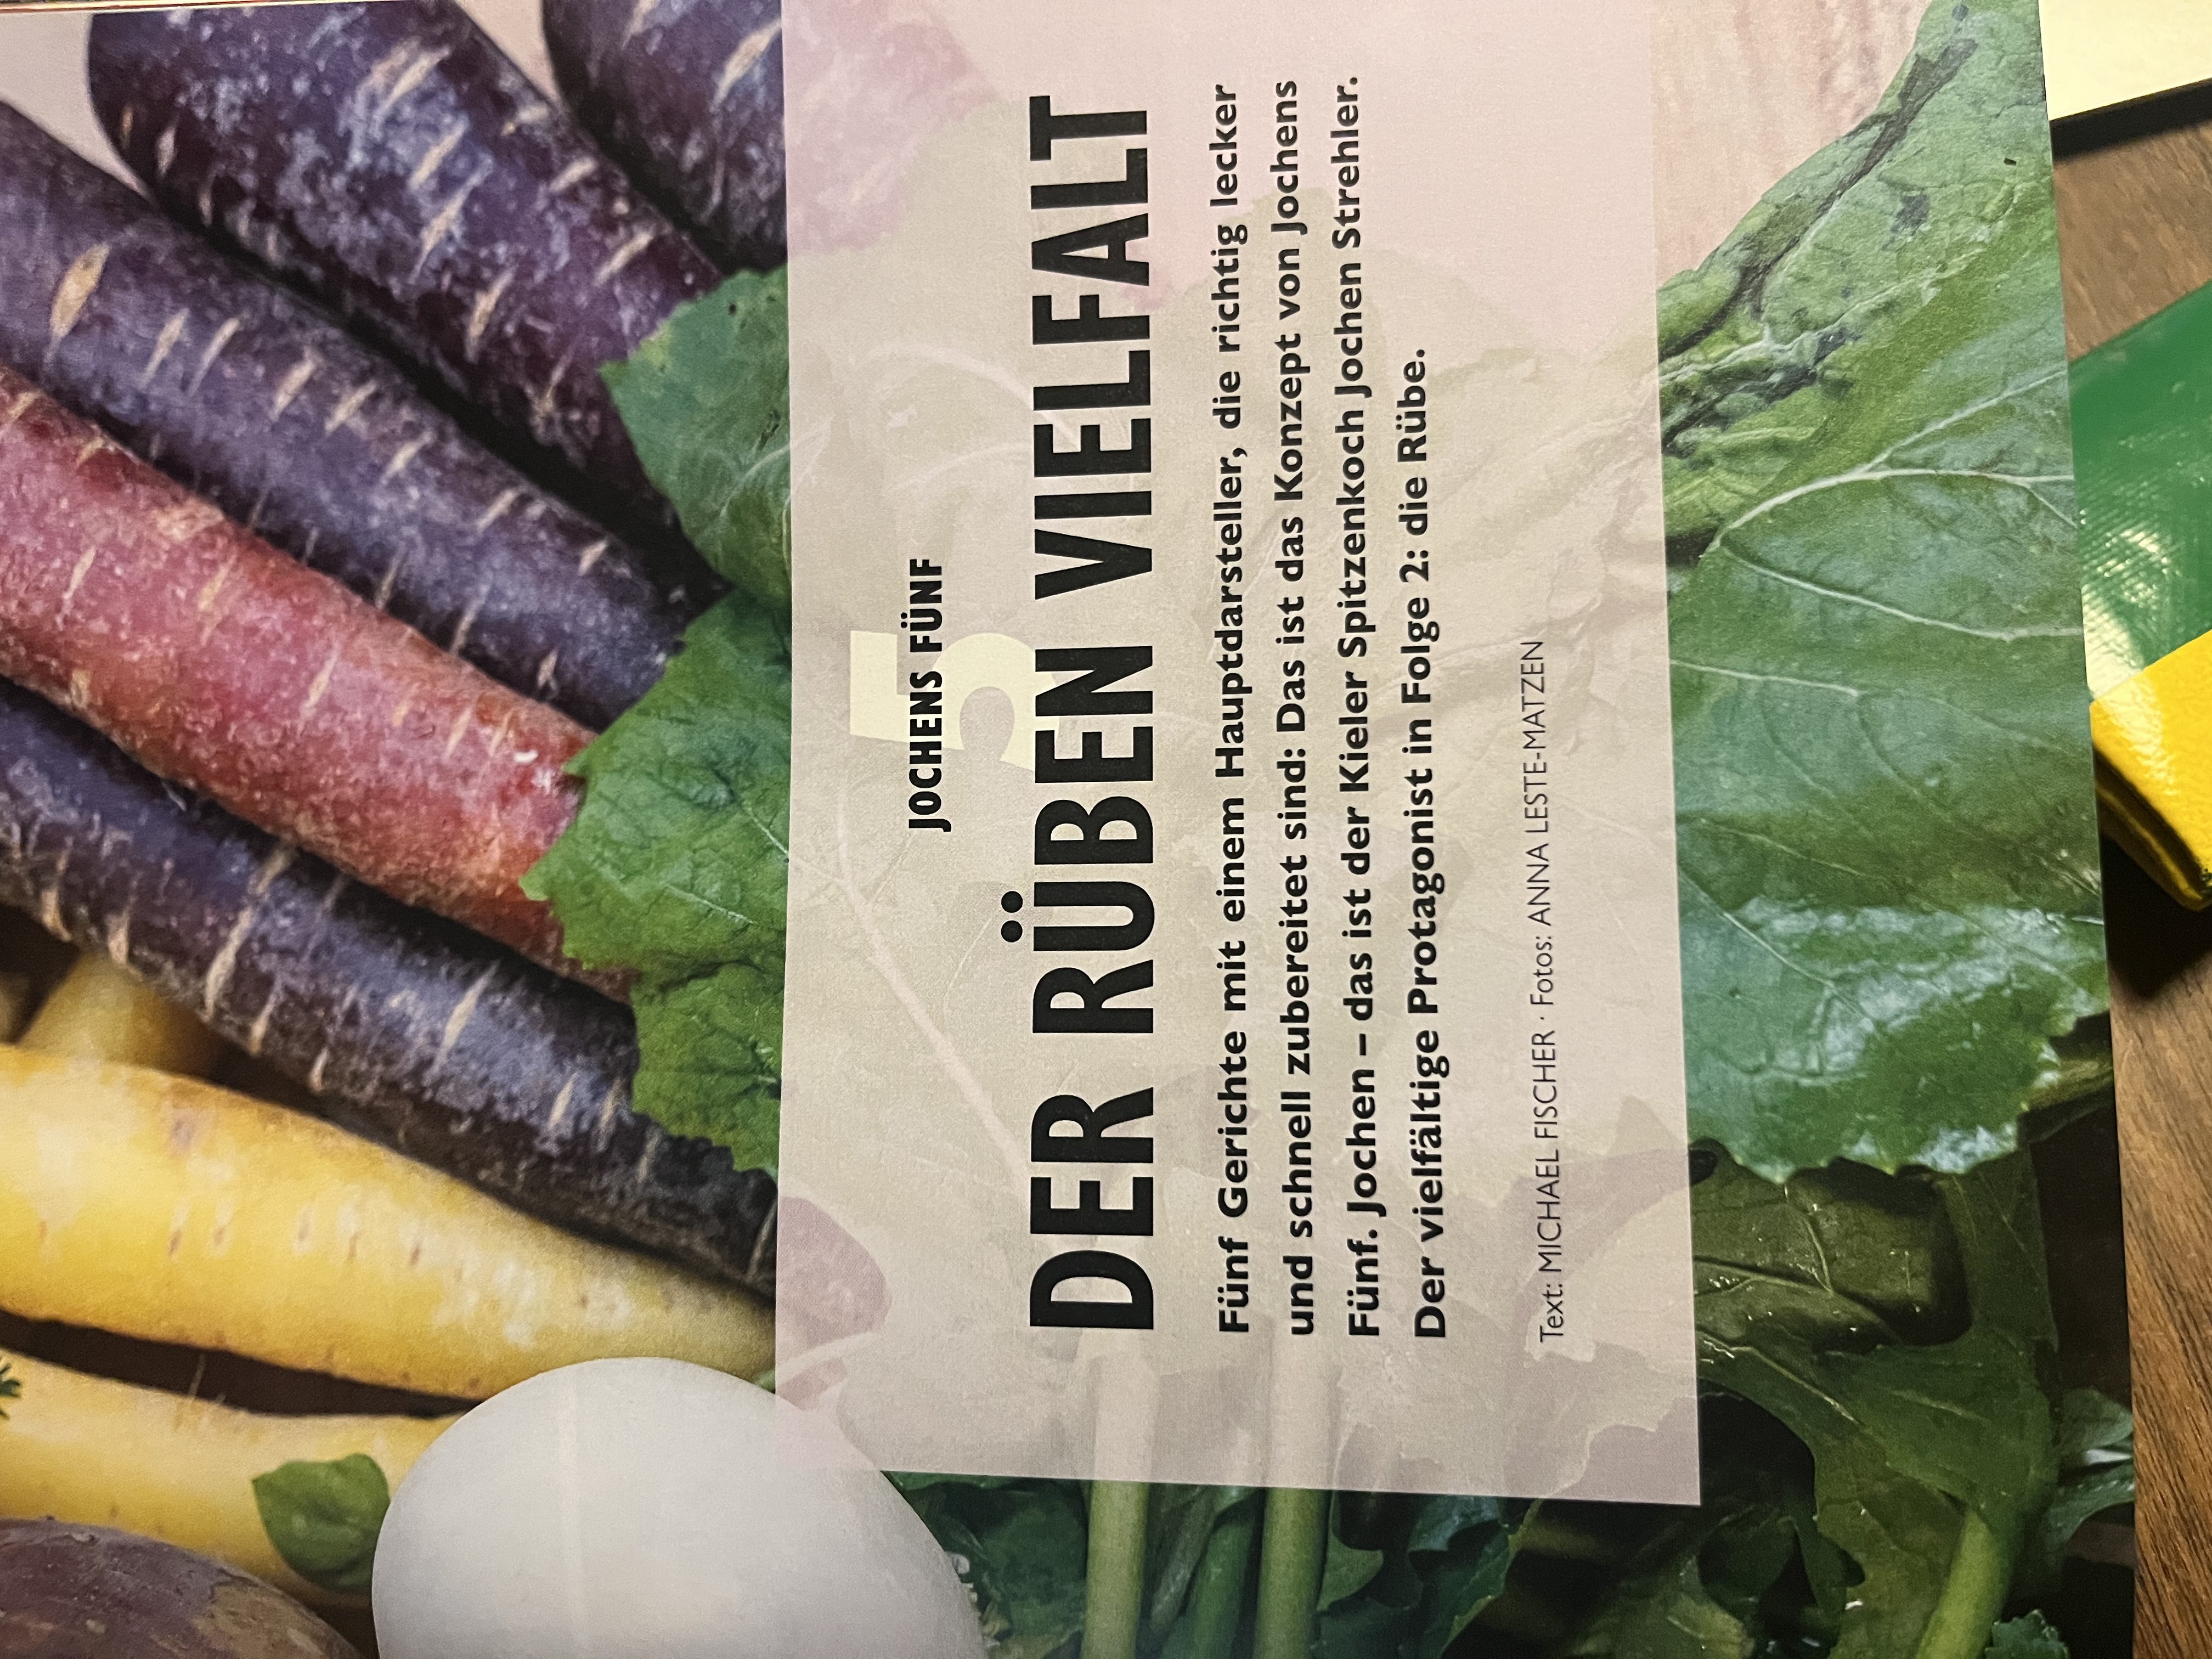 JOCHENS FÜNF
5
DER RÜBEN VIELFALT
Fünf Gerichte mit einem Hauptdarsteller, die richtig lecker
und schnell zubereitet sind: Das ist das Konzept von Jochens
Fünf. Jochen – das ist der Kieler Spitzenkoch Jochen Strehler.
Der vielfältige Protagonist in Folge 2: die Rübe.
Text: MICHAEL FISCHER · Fotos: ANNA LESTE-MATZEN